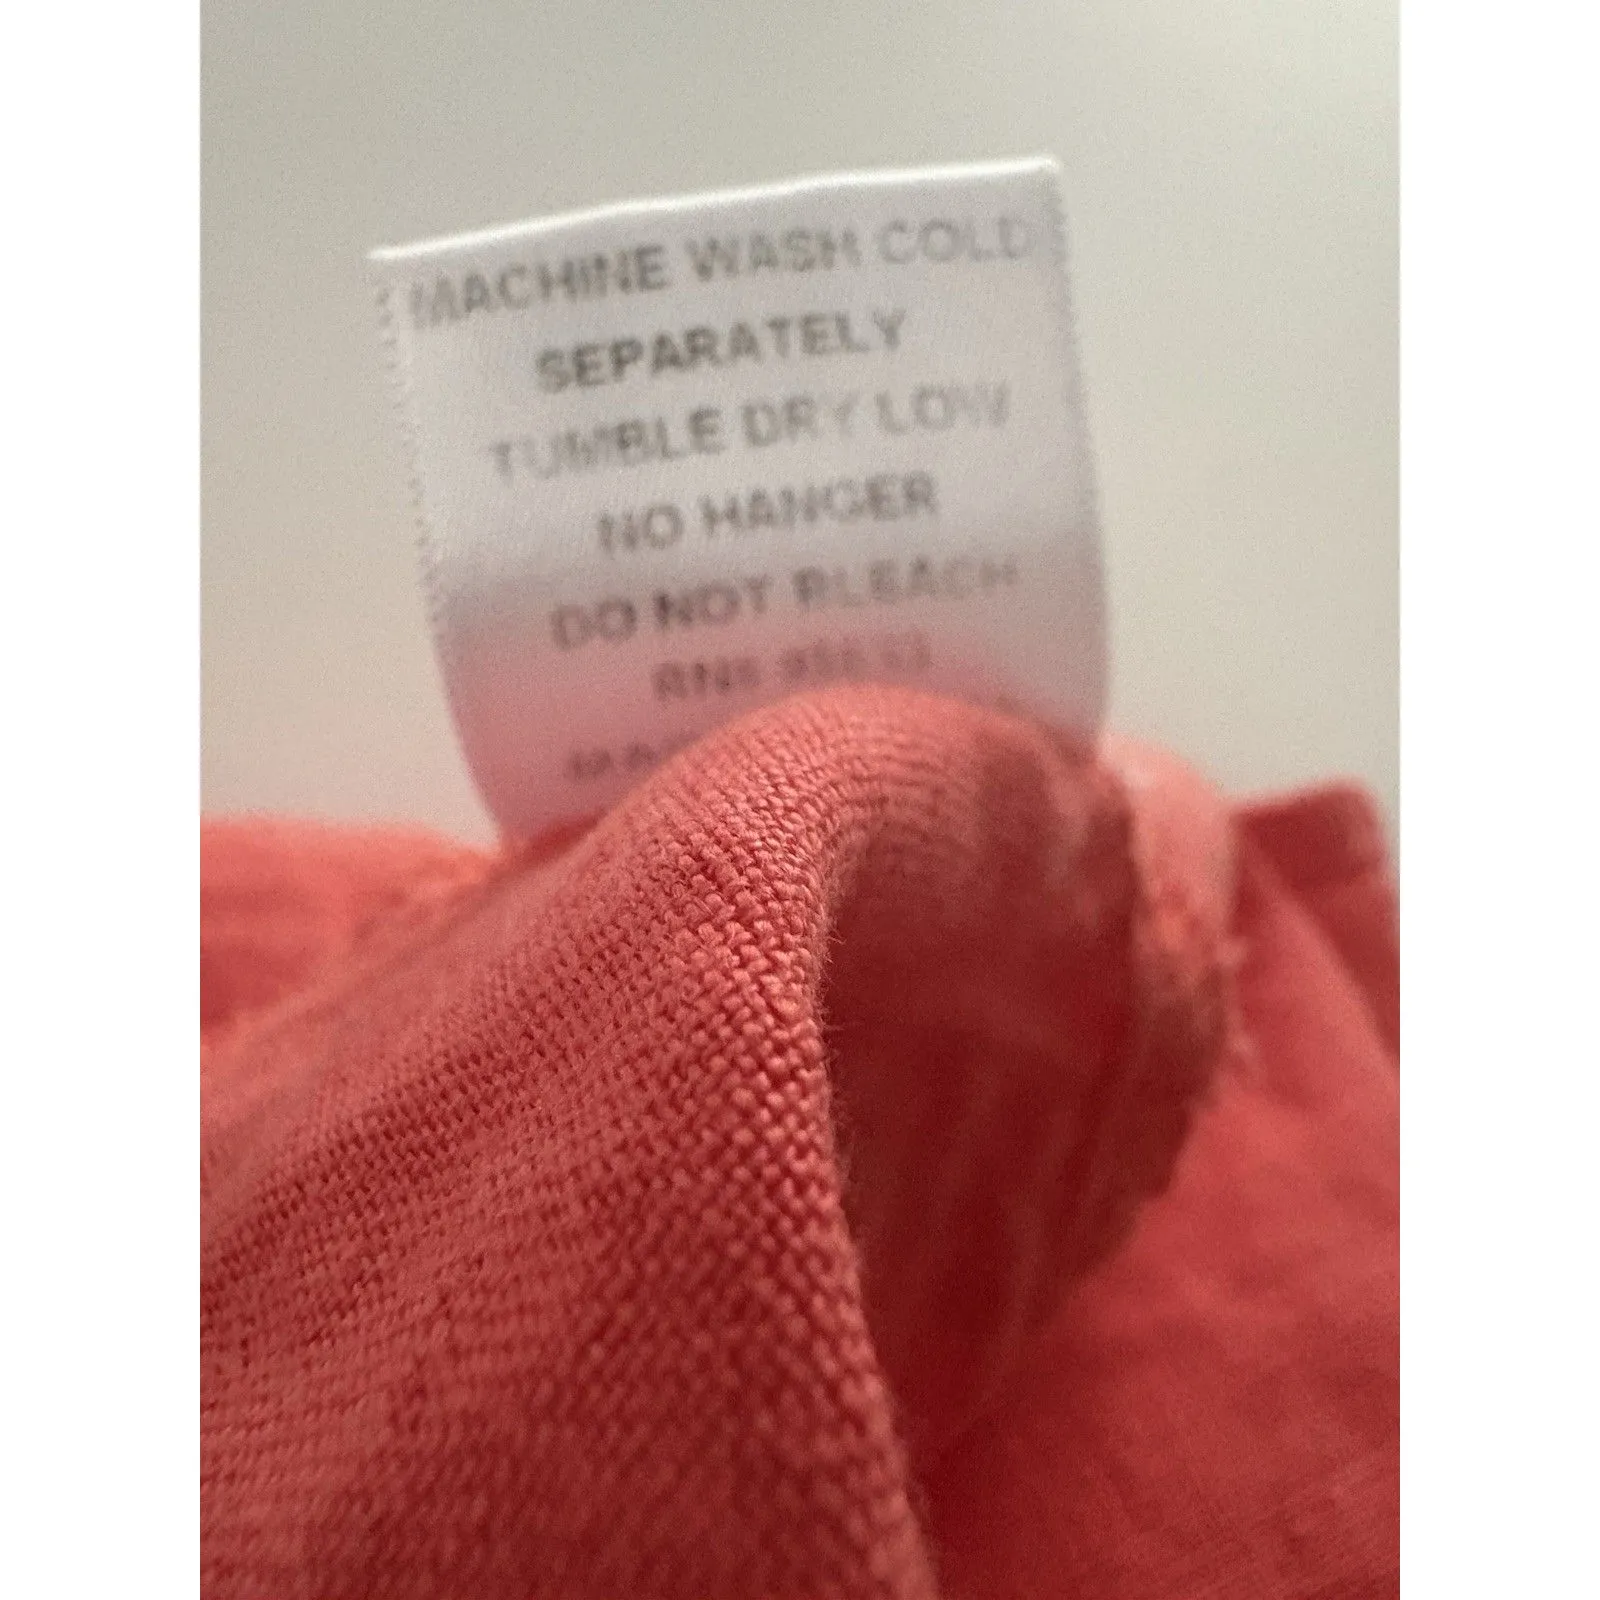 MACHINE WASH COLD
SEPARATELY
TUMBLE DRY LOW
NO HANGER
DO NOT BLEACH